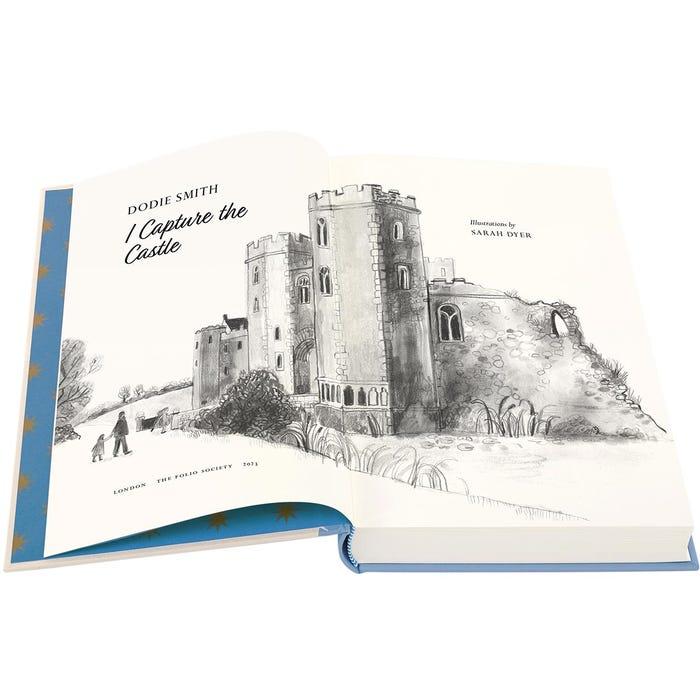 DODIE SMITH
I Capture the
Castle
Illustrations by
SARAH DYER
LONDON THE FOLIO SOCIETY 2023